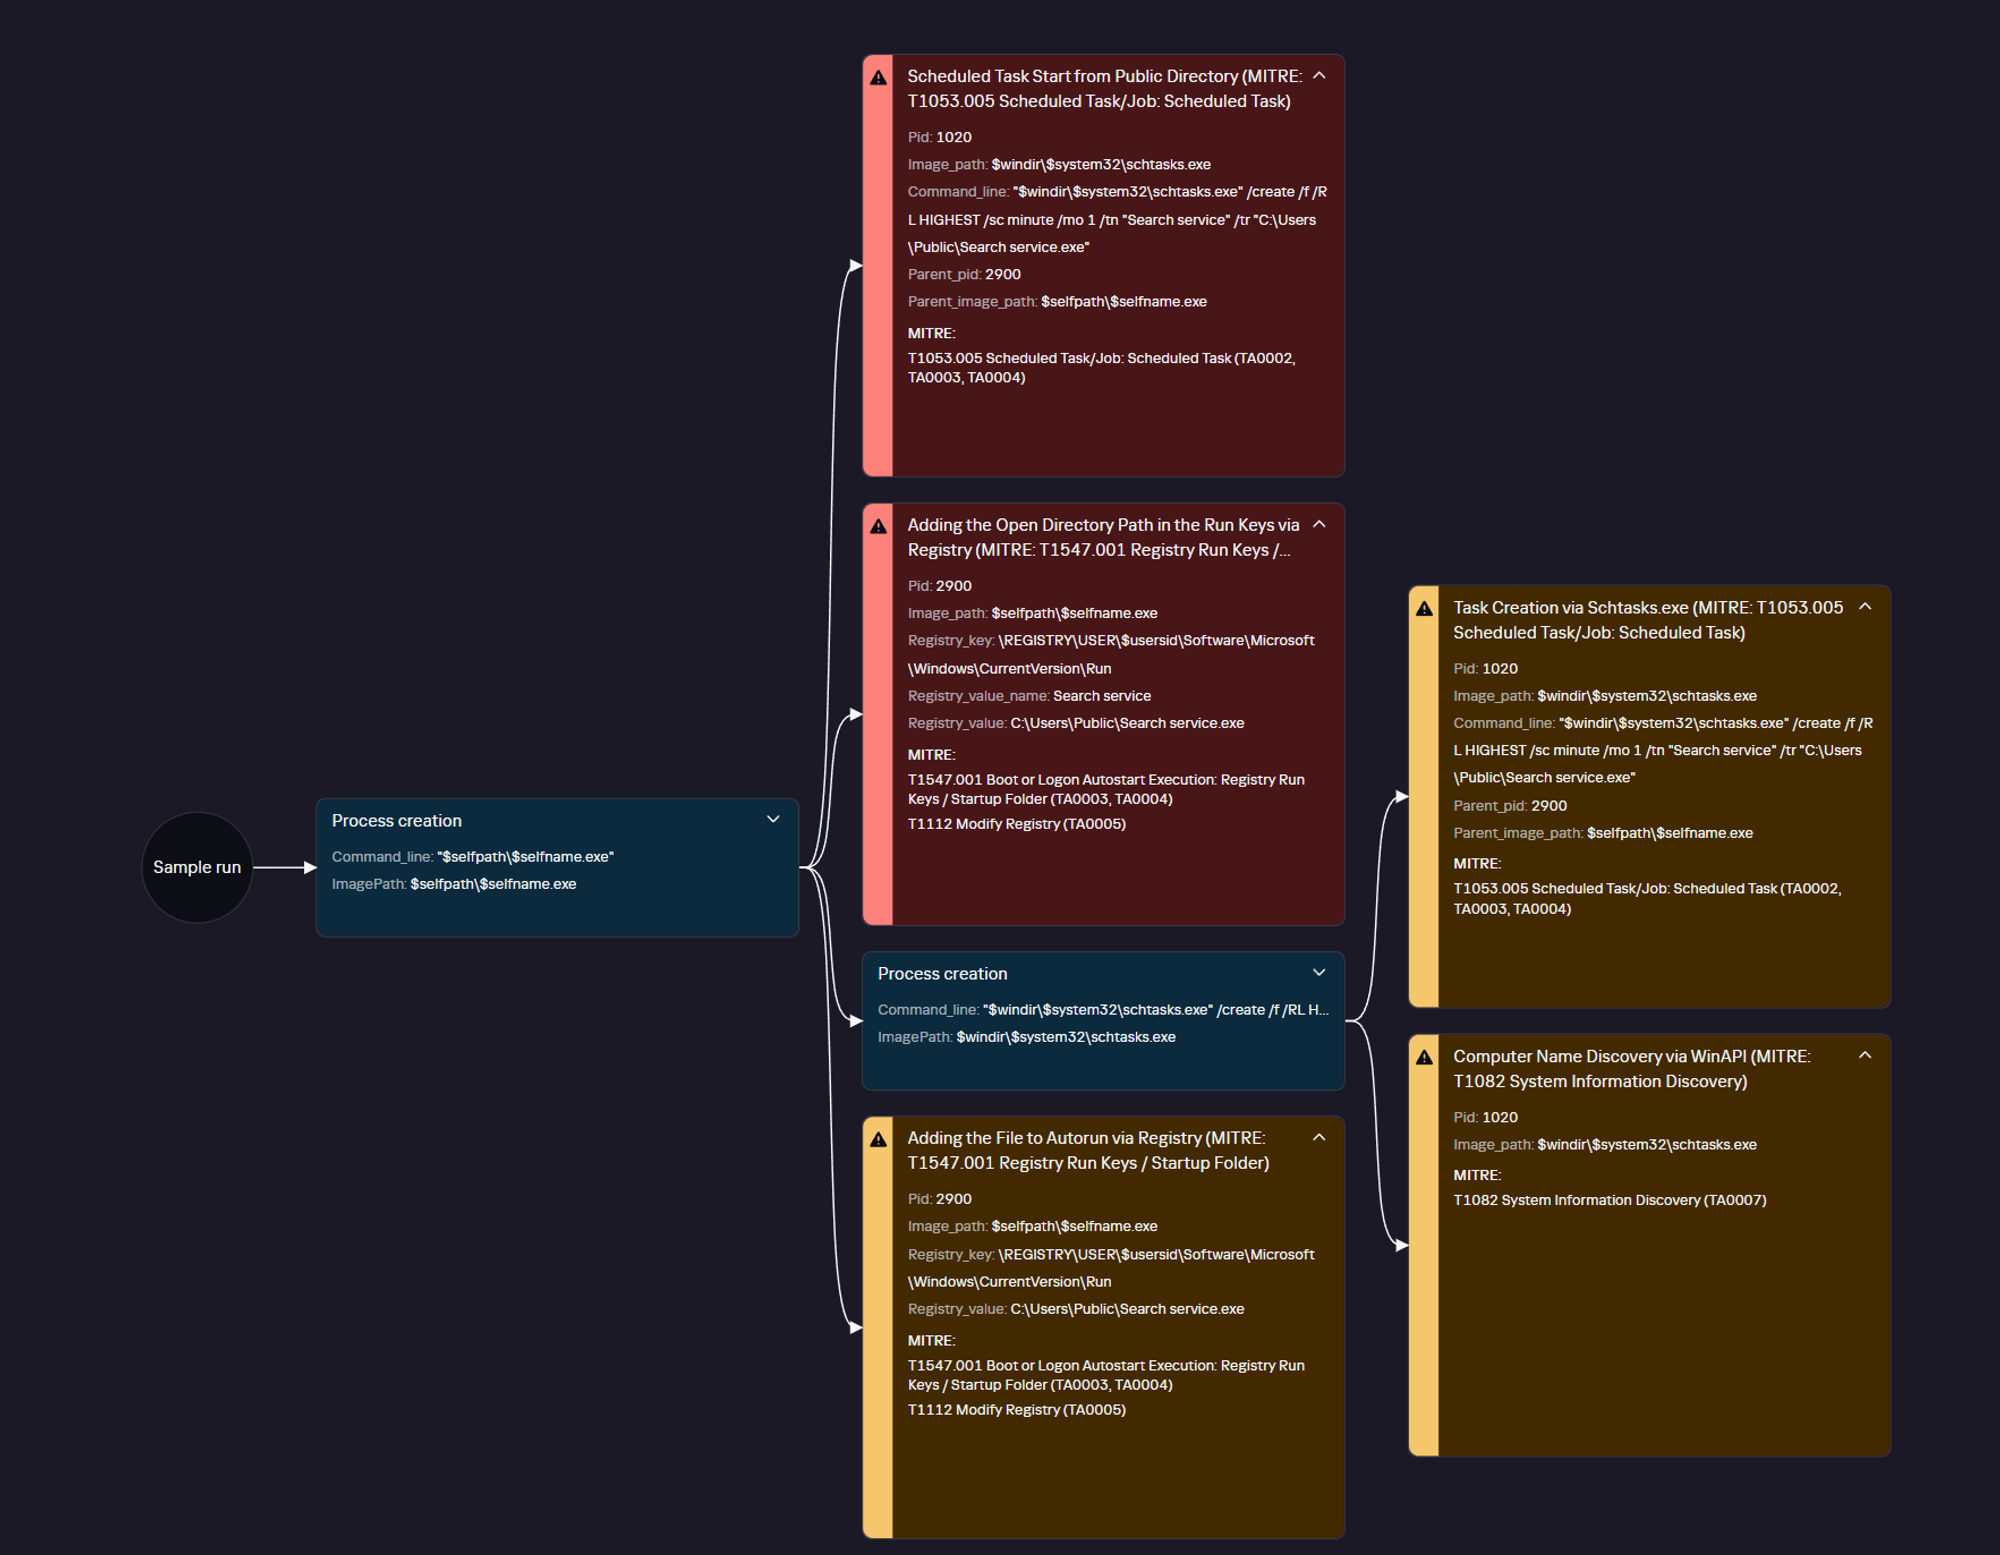 Sample run
Process creation
Command_line: "$selfpath\$selfname.exe"
ImagePath: $selfpath\$selfname.exe
Scheduled Task Start from Public Directory (MITRE:
T1053.005 Scheduled Task/Job: Scheduled Task)
Pid: 1020
Image_path: $windir\$system32\schtasks.exe
Command_line: "$windir\$system32\schtasks.exe" /create /f /R
L HIGHEST /sc minute /mo 1 /tn "Search service" /tr "C:\Users
\Public\Search service.exe"
Parent_pid: 2900
Parent_image_path: $selfpath\$selfname.exe
MITRE:
T1053.005 Scheduled Task/Job: Scheduled Task (TA0002,
TA0003, TA0004)
Adding the Open Directory Path in the Run Keys via
Registry (MITRE: T1547.001 Registry Run Keys /...
Pid: 2900
Image_path: $selfpath\$selfname.exe
Registry_key: \REGISTRY\USER\$usersid\Software\Microsoft
\Windows\CurrentVersion\Run
Registry_value_name: Search service
Registry_value: C:\Users\Public\Search service.exe
MITRE:
T1547.001 Boot or Logon Autostart Execution: Registry Run
Keys / Startup Folder (TA0003, TA0004)
T1112 Modify Registry (TA0005)
Process creation
Command_line: "$windir\$system32\schtasks.exe" /create /f /RL H...
ImagePath: $windir\$system32\schtasks.exe
Adding the File to Autorun via Registry (MITRE:
T1547.001 Registry Run Keys / Startup Folder)
Pid: 2900
Image_path: $selfpath\$selfname.exe
Registry_key: \REGISTRY\USER\$usersid\Software\Microsoft
\Windows\CurrentVersion\Run
Registry_value: C:\Users\Public\Search service.exe
MITRE:
T1547.001 Boot or Logon Autostart Execution: Registry Run
Keys / Startup Folder (TA0003, TA0004)
T1112 Modify Registry (TA0005)
Task Creation via Schtasks.exe (MITRE: T1053.005
Scheduled Task/Job: Scheduled Task)
Pid: 1020
Image_path: $windir\$system32\schtasks.exe
Command_line: "$windir\$system32\schtasks.exe" /create /f /R
L HIGHEST /sc minute /mo 1 /tn "Search service" /tr "C:\Users
\Public\Search service.exe"
Parent_pid: 2900
Parent_image_path: $selfpath\$selfname.exe
MITRE:
T1053.005 Scheduled Task/Job: Scheduled Task (TA0002,
TA0003, TA0004)
Computer Name Discovery via WinAPI (MITRE:
T1082 System Information Discovery)
Pid: 1020
Image_path: $windir\$system32\schtasks.exe
MITRE:
T1082 System Information Discovery (TA0007)